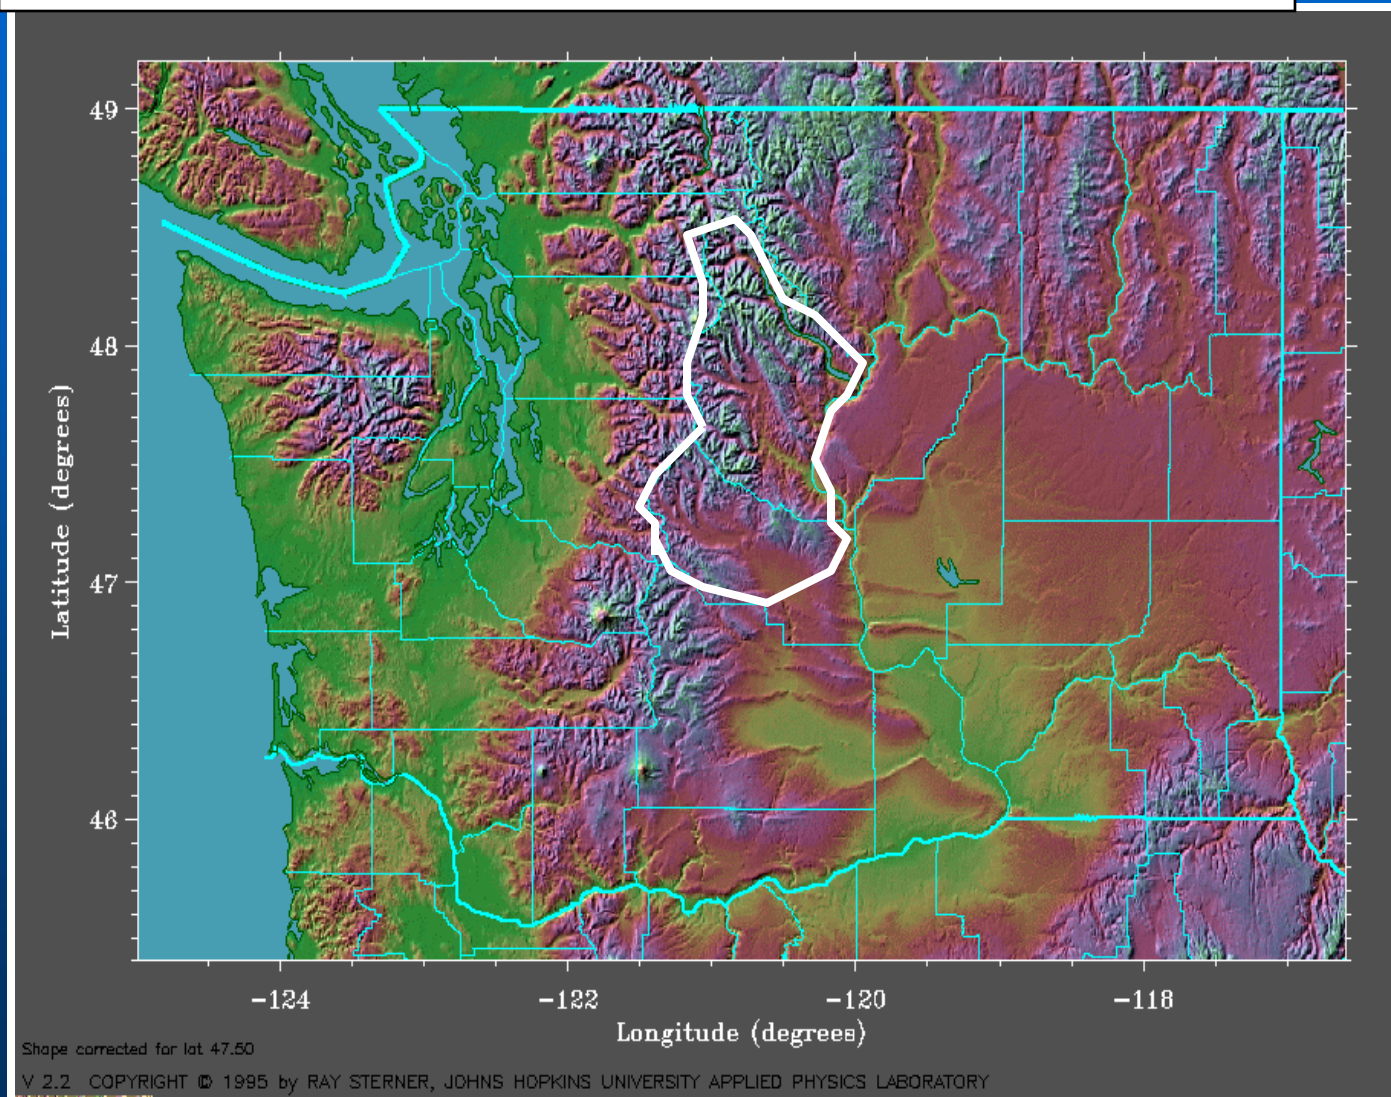 49
48
47
46
Latitude (degrees)
-124 -122 -120 -118
Longitude (degrees)
Shape corrected for lat 47.50
V 2.2 COPYRIGHT © 1995 by RAY STERNER, JOHNS HOPKINS UNIVERSITY APPLIED PHYSICS LABORATORY